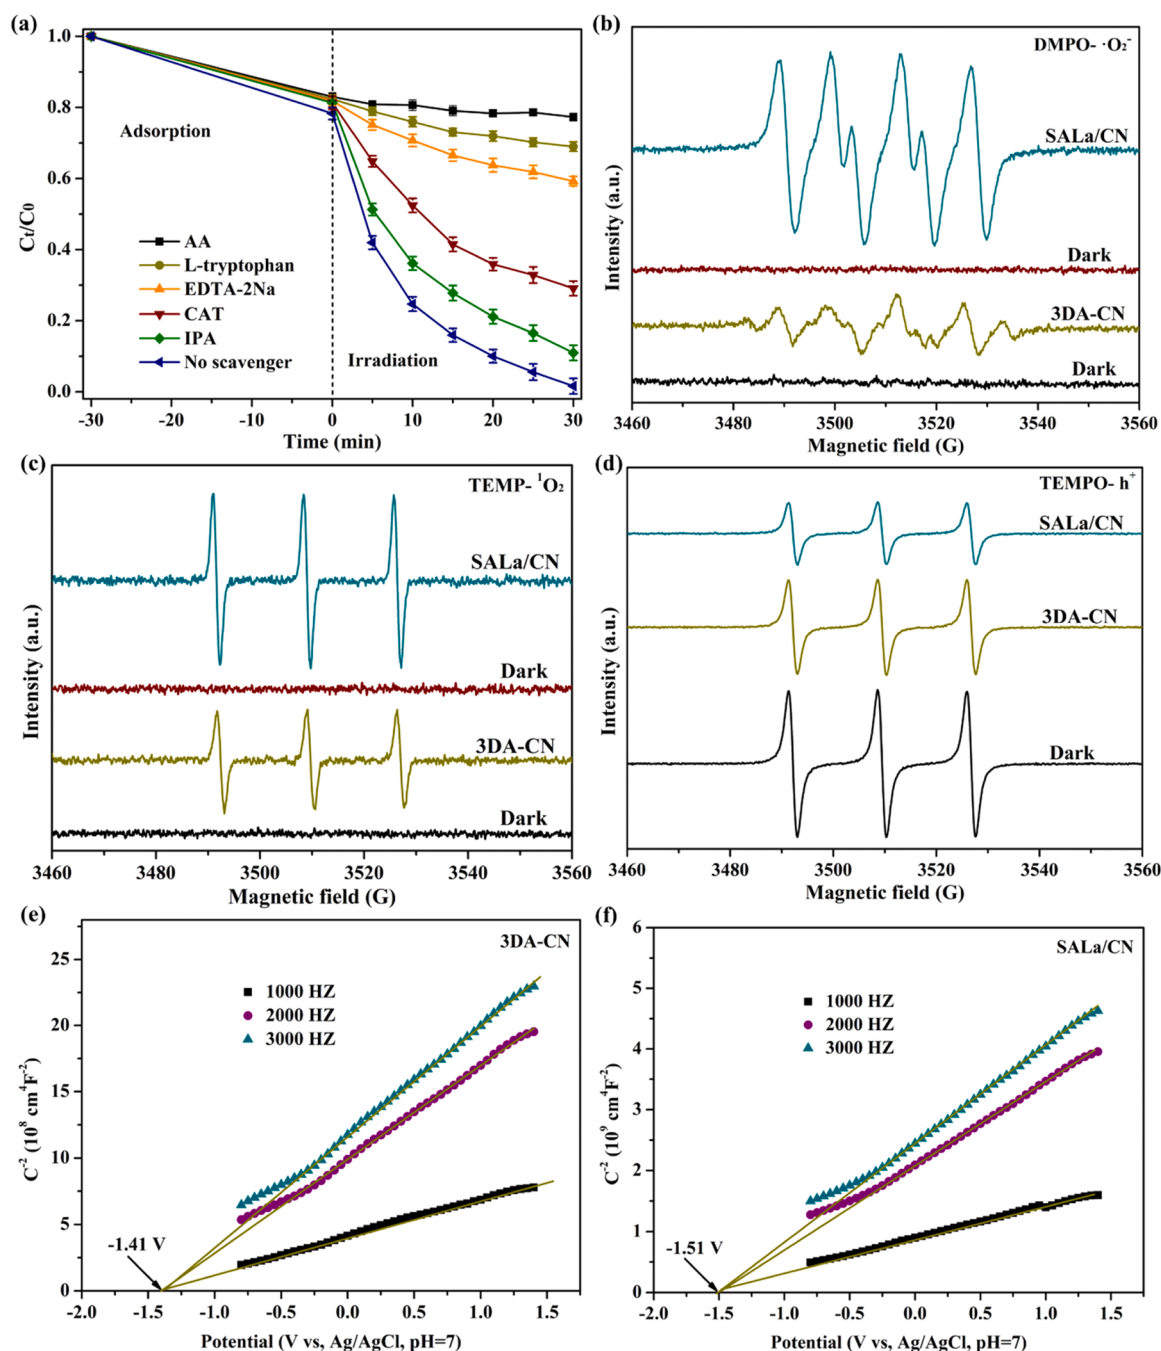 (a)
1.0
0.8
0.6
0.4
0.2
0.0
Ct/C0
Adsorption
Irradiation
AA
L-tryptophan
EDTA-2Na
CAT
IPA
No scavenger
-30 -20 -10 0 10 20 30
Time (min)
(b)
DMPO- ·O₂⁻
SALa/CN
Dark
3DA-CN
Dark
Intensity (a.u.)
3460 3480 3500 3520 3540 3560
Magnetic field (G)
(c)
TEMP- ¹O₂
SALa/CN
Dark
3DA-CN
Dark
Intensity (a.u.)
3460 3480 3500 3520 3540 3560
Magnetic field (G)
(d)
TEMPO- h⁺
SALa/CN
3DA-CN
Dark
Intensity (a.u.)
3460 3480 3500 3520 3540 3560
Magnetic field (G)
(e)
3DA-CN
1000 HZ
2000 HZ
3000 HZ
25
20
15
10
5
0
C⁻² (10⁸ cm⁴F⁻²)
-1.41 V
-2.0 -1.5 -1.0 -0.5 0.0 0.5 1.0 1.5
Potential (V vs, Ag/AgCl, pH=7)
(f)
SALa/CN
1000 HZ
2000 HZ
3000 HZ
6
5
4
3
2
1
0
C⁻² (10⁹ cm⁴F⁻²)
-1.51 V
-2.0 -1.5 -1.0 -0.5 0.0 0.5 1.0 1.5
Potential (V vs, Ag/AgCl, pH=7)